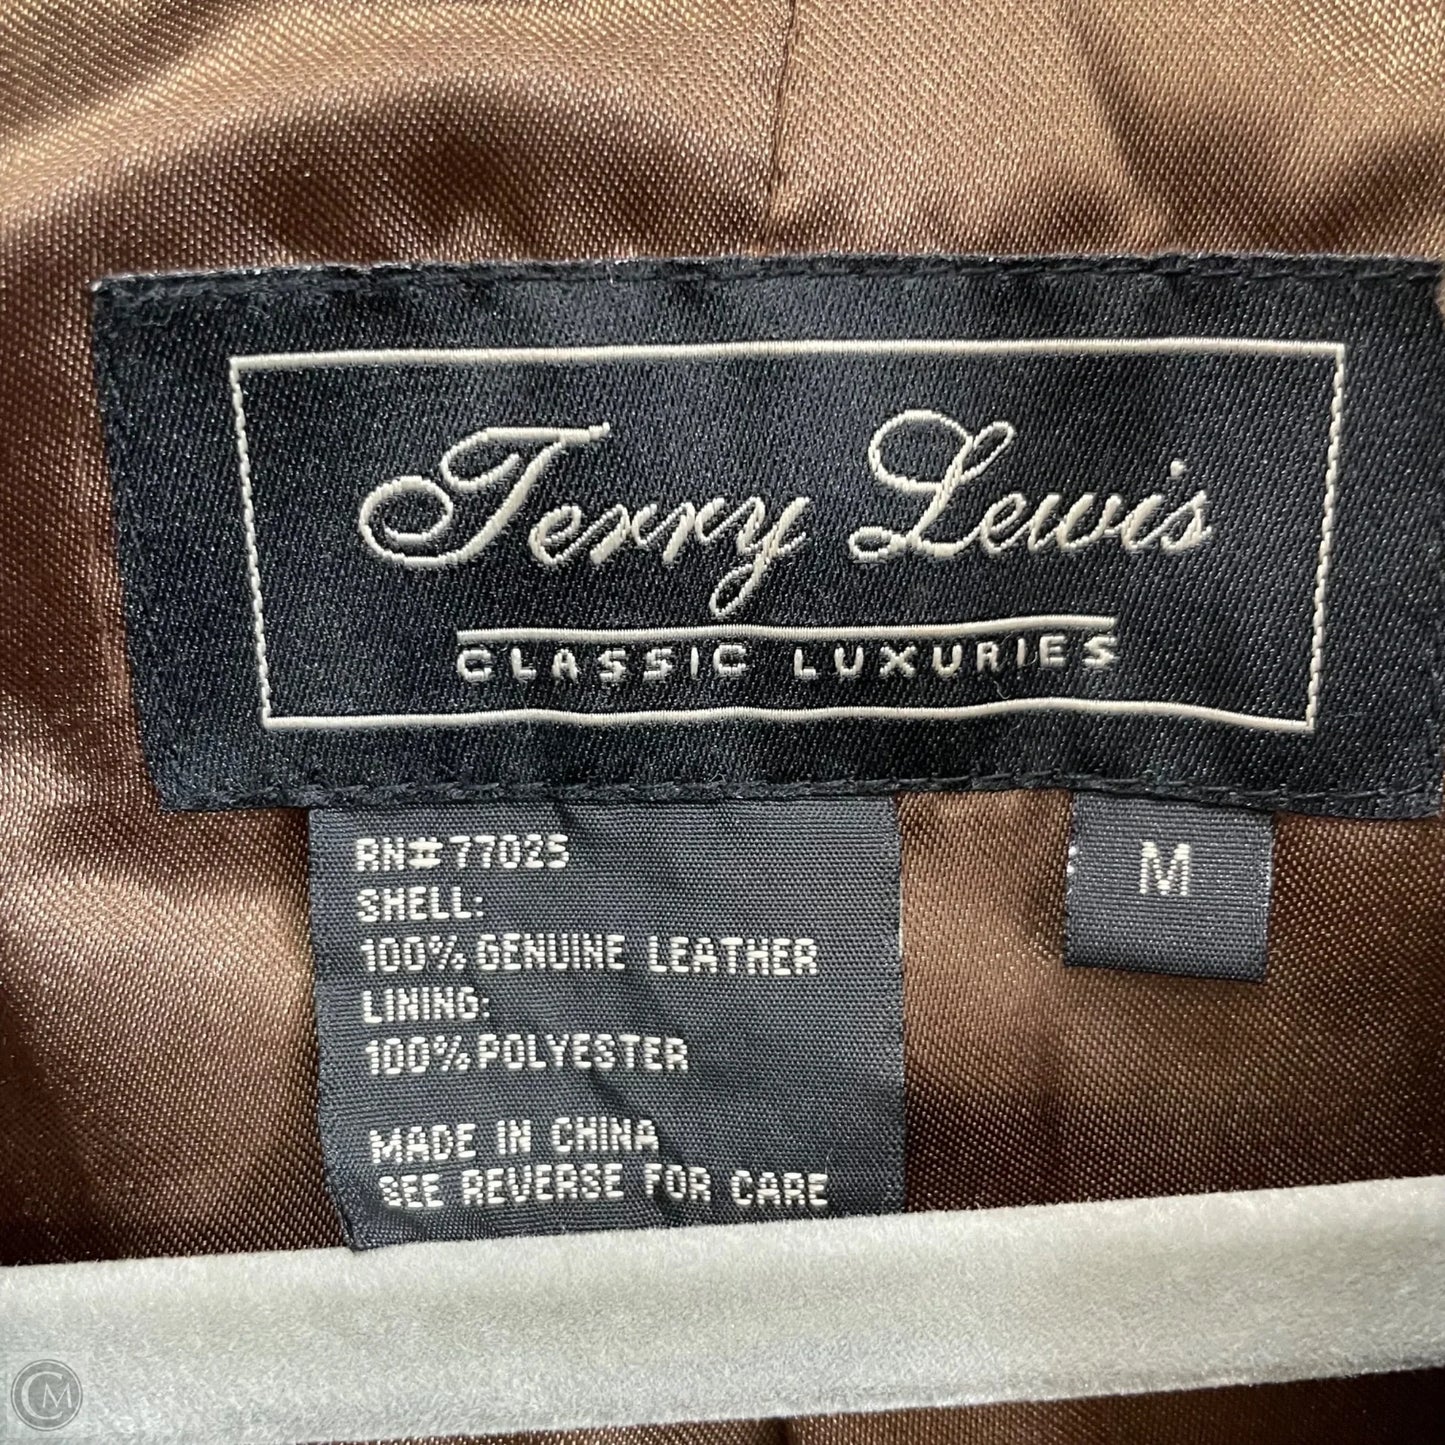 Terry Lewis
CLASSIC LUXURIES
M
RN#77025
SHELL:
100% GENUINE LEATHER
LINING:
100% POLYESTER
MADE IN CHINA
SEE REVERSE FOR CARE
CM